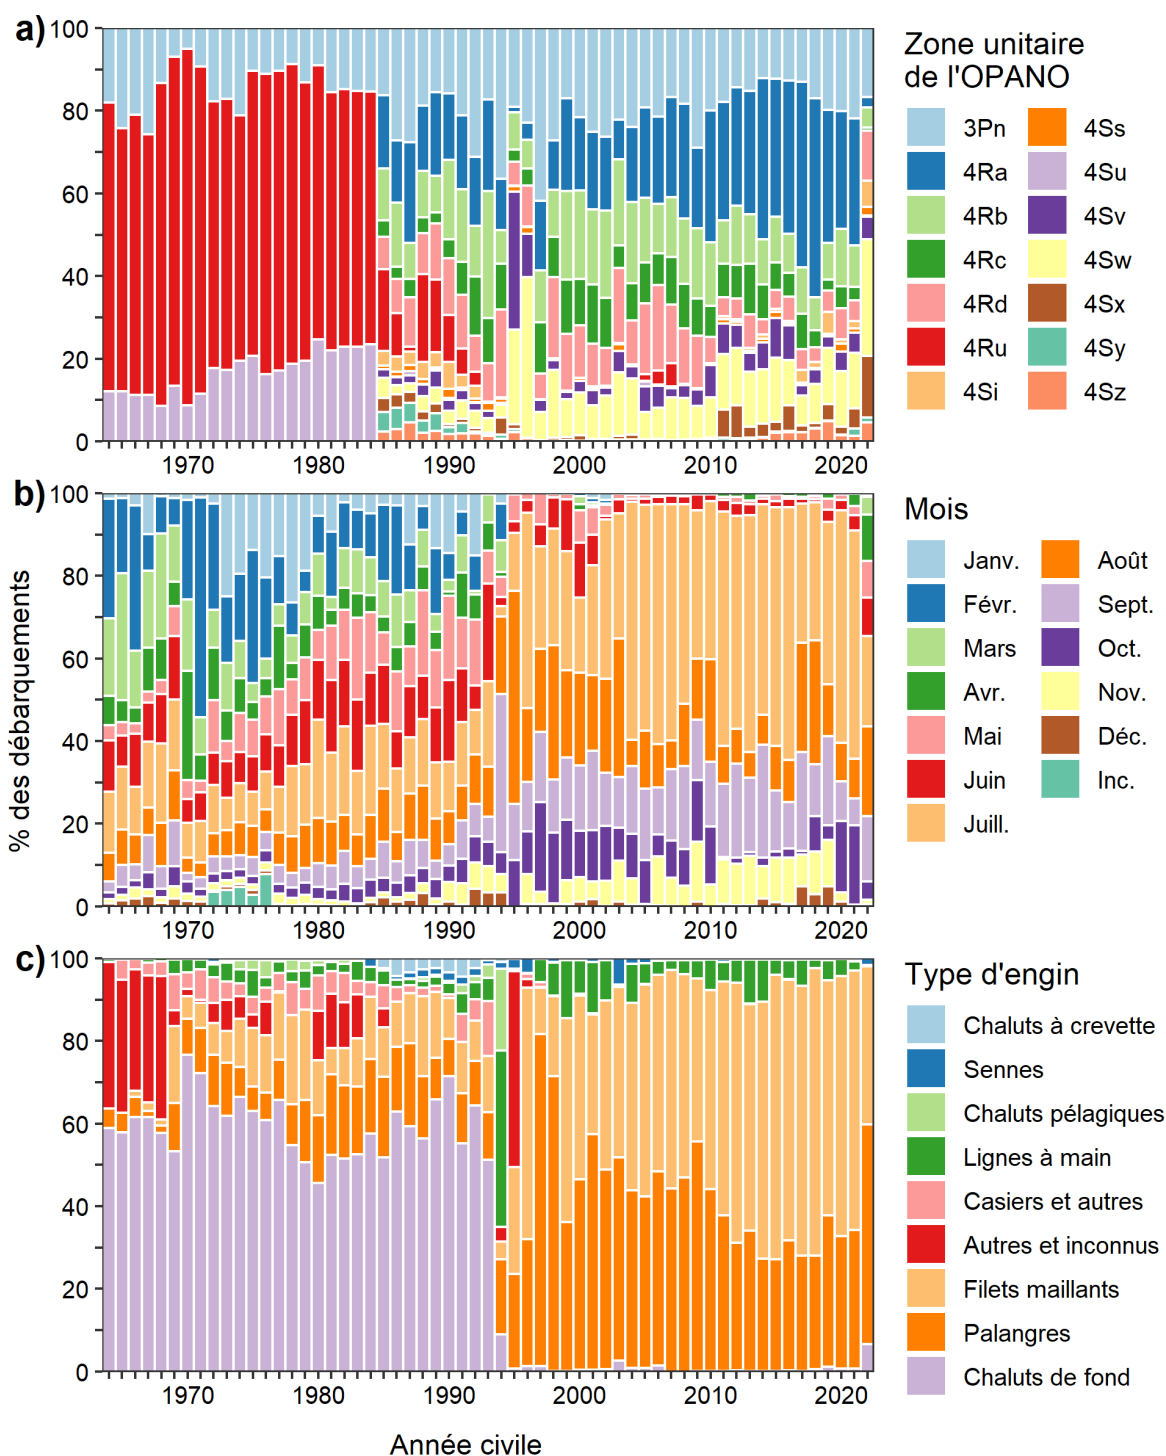 a)
100
80
60
40
20
0
1970 1980 1990 2000 2010 2020
Zone unitaire
de l'OPANO
3Pn 4Ss
4Ra 4Su
4Rb 4Sv
4Rc 4Sw
4Rd 4Sx
4Ru 4Sy
4Si 4Sz
b)
% des débarquements
100
80
60
40
20
0
1970 1980 1990 2000 2010 2020
Mois
Janv. Août
Févr. Sept.
Mars Oct.
Avr. Nov.
Mai Déc.
Juin Inc.
Juill.
c)
100
80
60
40
20
0
1970 1980 1990 2000 2010 2020
Année civile
Type d'engin
Chaluts à crevette
Sennes
Chaluts pélagiques
Lignes à main
Casiers et autres
Autres et inconnus
Filets maillants
Palangres
Chaluts de fond